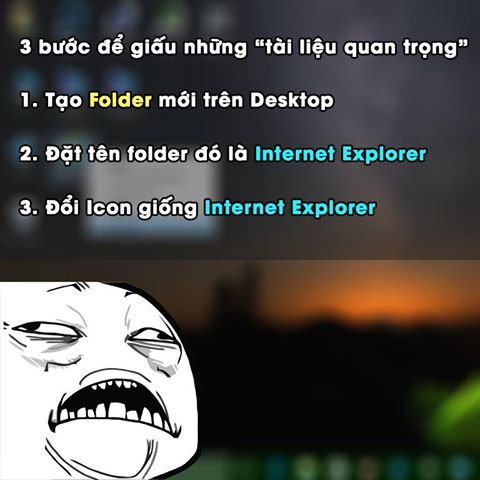 3 bước để giấu những “tài liệu quan trọng”
1. Tạo Folder mới trên Desktop
2. Đặt tên folder đó là Internet Explorer
3. Đổi Icon giống Internet Explorer